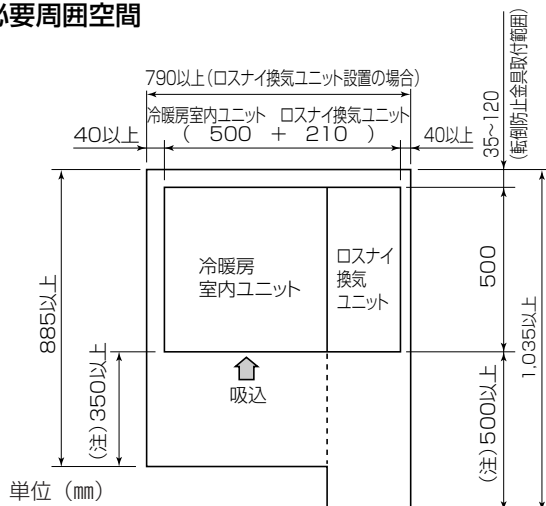 必要周囲空間
790以上(ロスナイ換気ユニット設置の場合)
冷暖房室内ユニット ロスナイ換気ユニット
40以上 ( 500 + 210 ) 40以上
35~120
(転倒防止金具取付範囲)
885以上
冷暖房
室内ユニット
ロスナイ
換気
ユニット
500
1,035以上
(注)350以上
吸込
(注)500以上
単位 (㎜)